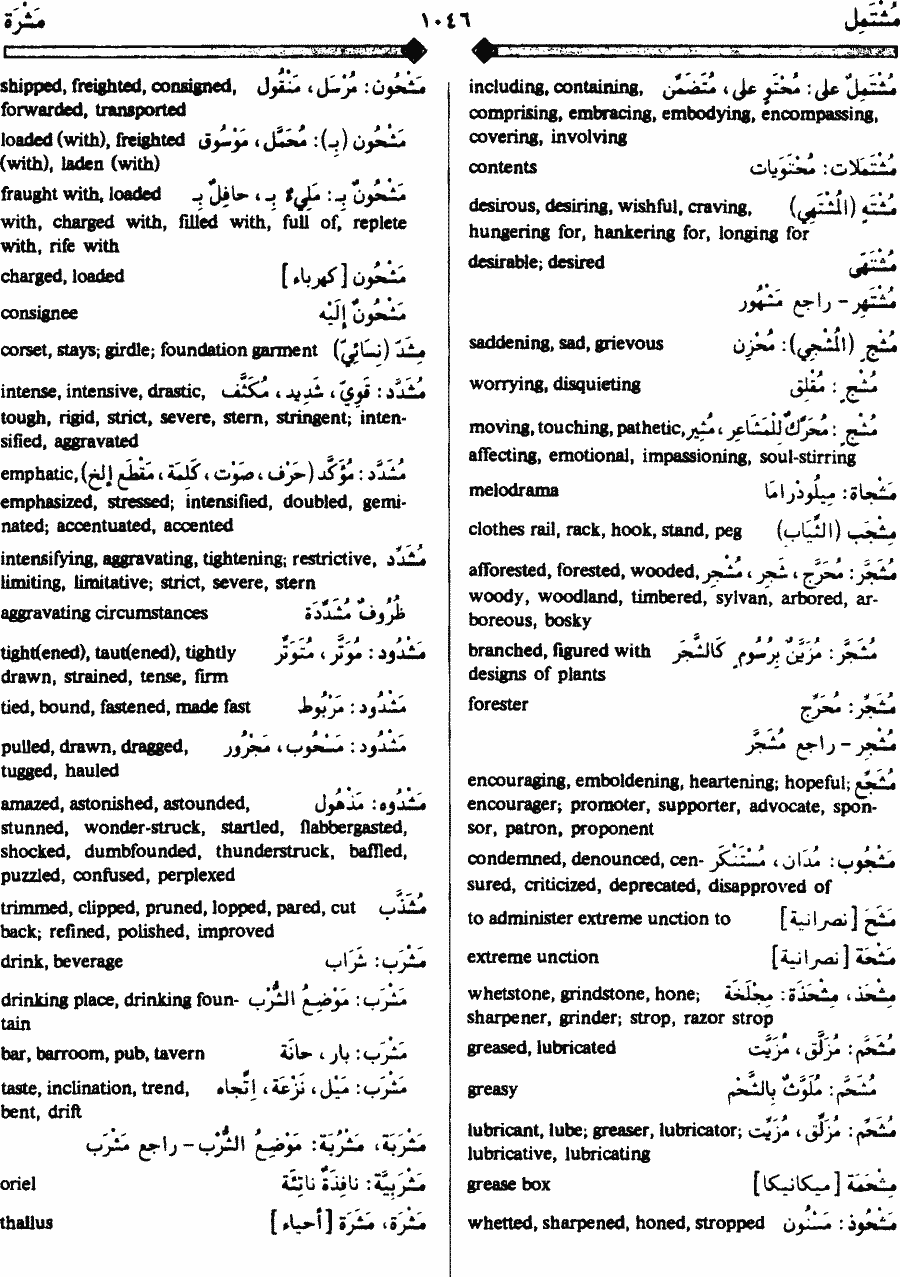 مُشْتَمِل
١٠٤٦
مَشْرَة
مُشْتَمِلٌ على: مُحْتَوٍ على، مُتَضَمِّن including, containing,
comprising, embracing, embodying, encompassing,
covering, involving
مُشْتَمَلات: مُحْتَوَيات contents
مُشْتَهٍ (المُشْتَهِي) desirous, desiring, wishful, craving,
hungering for, hankering for, longing for
مُشْتَهَى desirable; desired
مُشْتَهِر - راجع مَشْهُور
مُشْجٍ (المُشْجِي): مُحْزِن saddening, sad, grievous
مُشْجٍ: مُقْلِق worrying, disquieting
مُشْجٍ: مُحَرِّكٌ لِلْمَشَاعِر، مُثِير moving, touching, pathetic,
affecting, emotional, impassioning, soul-stirring
مَشْجَاة: مِيلُودْرَامَا melodrama
مِشْجَب (الثِّيَاب) clothes rail, rack, hook, stand, peg
مُشَجَّر: مُحَرَّج، شَجِر، مُشْجِر afforested, forested, wooded,
woody, woodland, timbered, sylvan, arbored, ar-
boreous, bosky
مُشَجَّر: مُزَيَّنٌ بِرُسُومٍ كَالشَّجَر branched, figured with
designs of plants
مُشَجِّر: مُحَرِّج forester
مُشْجِر - راجع مُشَجَّر
مُشَجِّع encouraging, emboldening, heartening; hopeful;
encourager; promoter, supporter, advocate, spon-
sor, patron, proponent
مَشْجُوب: مُدَان، مُسْتَنْكَر condemned, denounced, cen-
sured, criticized, deprecated, disapproved of
مَشَحَ [نصرانية] to administer extreme unction to
مَشْحَة [نصرانية] extreme unction
مِشْحَذ، مِشْحَذَة: مِجْلَخَة whetstone, grindstone, hone;
sharpener, grinder; strop, razor strop
مُشَحَّم: مُزَلَّق، مُزَيَّت greased, lubricated
مُشَحَّم: مُلَوَّثٌ بِالشَّحْم greasy
مُشَحِّم: مُزَلِّق، مُزَيِّت lubricant, lube; greaser, lubricator;
lubricative, lubricating
مِشْحَمَة [ميكانيكا] grease box
مَشْحُوذ: مَسْنُون whetted, sharpened, honed, stropped
مَشْحُون: مُرْسَل، مَنْقُول shipped, freighted, consigned,
forwarded, transported
مَشْحُون (بِـ): مُحَمَّل، مَوْسُوق loaded (with), freighted
(with), laden (with)
مَشْحُونٌ بِـ: مَلِيءٌ بِـ، حافِلٌ بِـ fraught with, loaded
with, charged with, filled with, full of, replete
with, rife with
مَشْحُون [كهرباء] charged, loaded
مَشْحُونٌ إلَيْه consignee
مِشَدّ (نِسَائِيّ) corset, stays; girdle; foundation garment
مُشَدَّد: قَوِيّ، شَدِيد، مُكَثَّف intense, intensive, drastic,
tough, rigid, strict, severe, stern, stringent; inten-
sified, aggravated
مُشَدَّد: مُؤَكَّد (حَرْف، صَوْت، كَلِمَة، مَقْطَع إلخ) emphatic,
emphasized, stressed; intensified, doubled, gemi-
nated; accentuated, accented
مُشَدِّد intensifying, aggravating, tightening; restrictive,
limiting, limitative; strict, severe, stern
ظُرُوفٌ مُشَدِّدَة aggravating circumstances
مَشْدُود: مُوَتَّر، مُتَوَتِّر tight(ened), taut(ened), tightly
drawn, strained, tense, firm
مَشْدُود: مَرْبُوط tied, bound, fastened, made fast
مَشْدُود: مَسْحُوب، مَجْرُور pulled, drawn, dragged,
tugged, hauled
مَشْدُوه: مَذْهُول amazed, astonished, astounded,
stunned, wonder-struck, startled, flabbergasted,
shocked, dumbfounded, thunderstruck, baffled,
puzzled, confused, perplexed
مُشَذَّب trimmed, clipped, pruned, lopped, pared, cut
back; refined, polished, improved
مَشْرَب: شَرَاب drink, beverage
مَشْرَب: مَوْضِعُ الشُّرْب drinking place, drinking foun-
tain
مَشْرَب: بار، حانَة bar, barroom, pub, tavern
مَشْرَب: مَيْل، نَزْعَة، اتِّجَاه taste, inclination, trend,
bent, drift
مَشْرَبَة، مَشْرُبَة: مَوْضِعُ الشُّرْب - راجع مَشْرَب
مَشْرَبِيَّة: نافِذَةٌ ناتِئَة oriel
مَشْرَة، مَشَرَة [أحياء] thallus